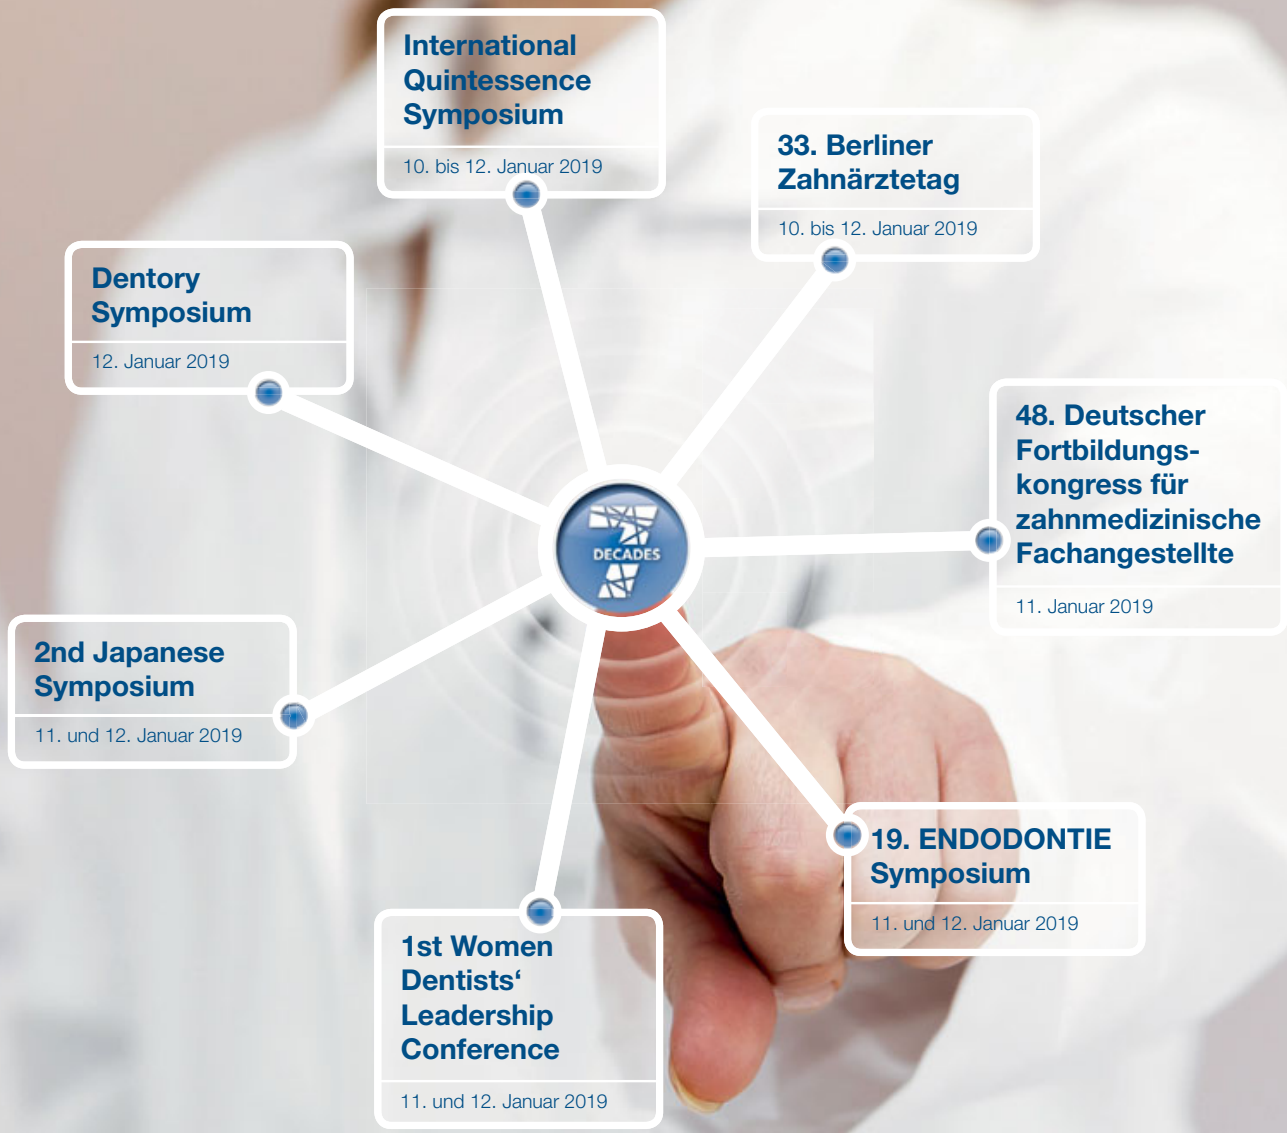 International
Quintessence
Symposium
10. bis 12. Januar 2019
33. Berliner
Zahnärztetag
10. bis 12. Januar 2019
Dentory
Symposium
12. Januar 2019
48. Deutscher
Fortbildungs-
kongress für
zahnmedizinische
Fachangestellte
11. Januar 2019
7
DECADES
2nd Japanese
Symposium
11. und 12. Januar 2019
19. ENDODONTIE
Symposium
11. und 12. Januar 2019
1st Women
Dentists‘
Leadership
Conference
11. und 12. Januar 2019